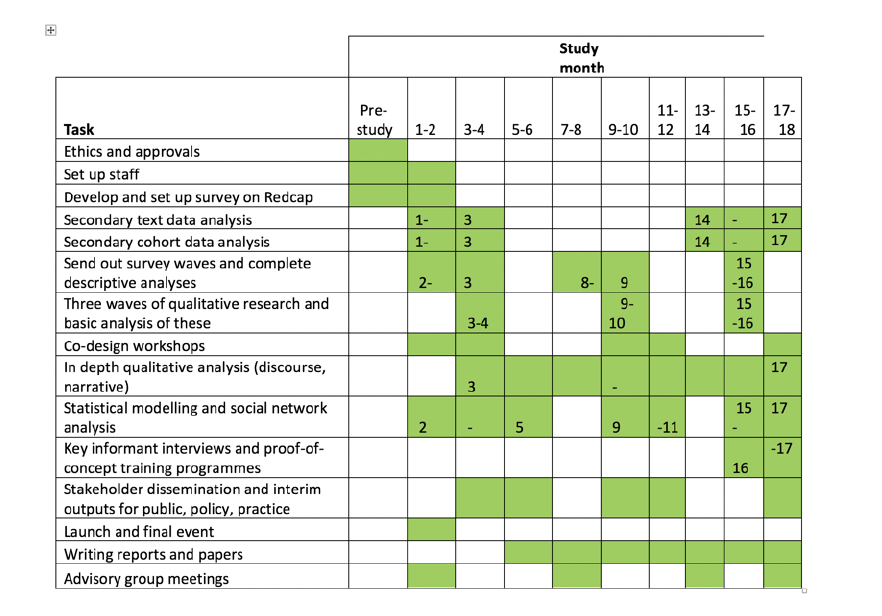 Study
month
Task Pre-study 1-2 3-4 5-6 7-8 9-10 11-12 13-14 15-16 17-18
Ethics and approvals
Set up staff
Develop and set up survey on Redcap
Secondary text data analysis 1- 3 14 - 17
Secondary cohort data analysis 1- 3 14 - 17
Send out survey waves and complete 15
descriptive analyses 2- 3 8- 9 -16
Three waves of qualitative research and 9- 15
basic analysis of these 3-4 10 -16
Co-design workshops
In depth qualitative analysis (discourse, 17
narrative) 3 -
Statistical modelling and social network 15 17
analysis 2 - 5 9 -11 -
Key informant interviews and proof-of- -17
concept training programmes 16
Stakeholder dissemination and interim
outputs for public, policy, practice
Launch and final event
Writing reports and papers
Advisory group meetings